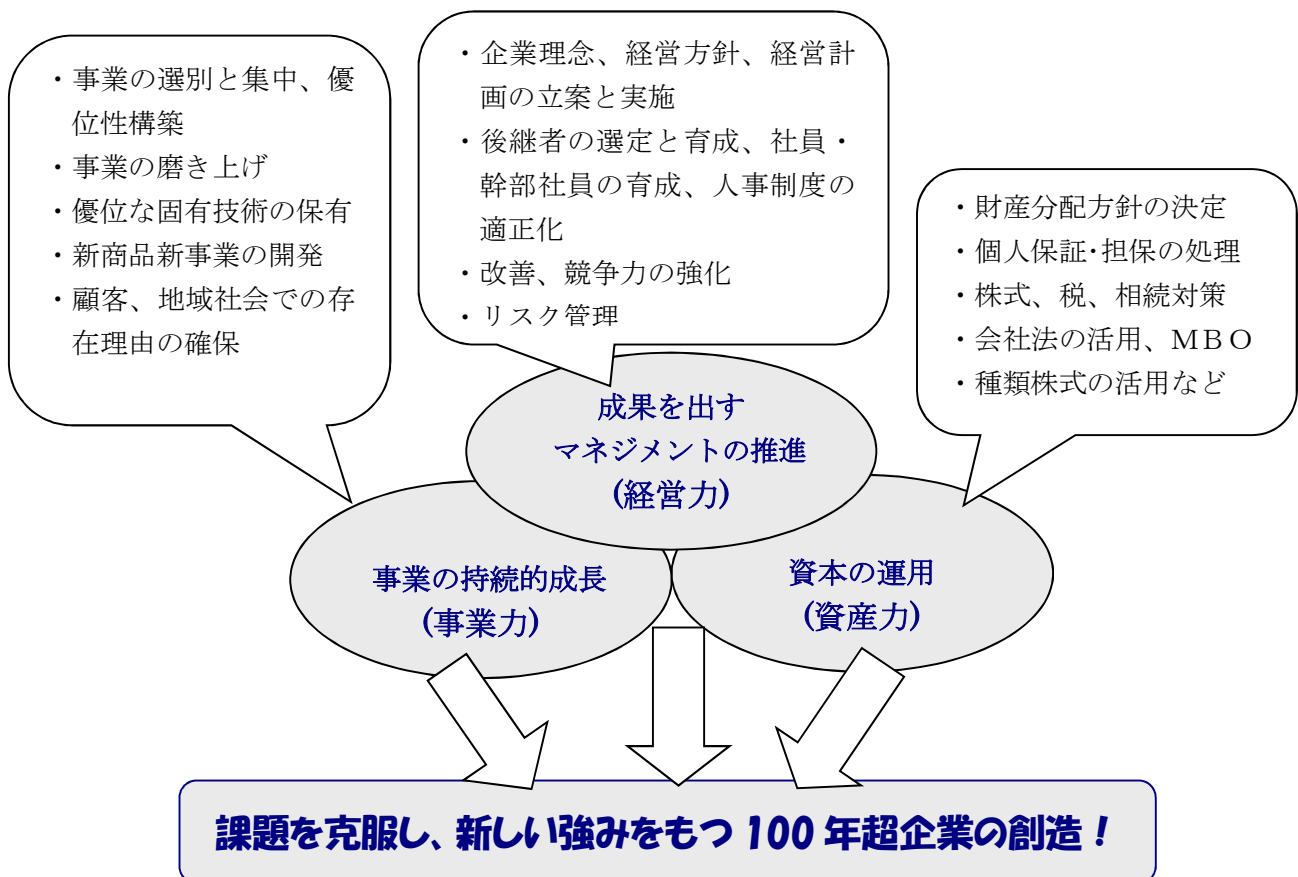 ・事業の選別と集中、優
位性構築
・事業の磨き上げ
・優位な固有技術の保有
・新商品新事業の開発
・顧客、地域社会での存
在理由の確保
・企業理念、経営方針、経営計
画の立案と実施
・後継者の選定と育成、社員・
幹部社員の育成、人事制度の
適正化
・改善、競争力の強化
・リスク管理
・財産分配方針の決定
・個人保証・担保の処理
・株式、税、相続対策
・会社法の活用、ＭＢＯ
・種類株式の活用など
成果を出す
マネジメントの推進
(経営力)
事業の持続的成長
(事業力)
資本の運用
(資産力)
課題を克服し、新しい強みをもつ 100 年超企業の創造！